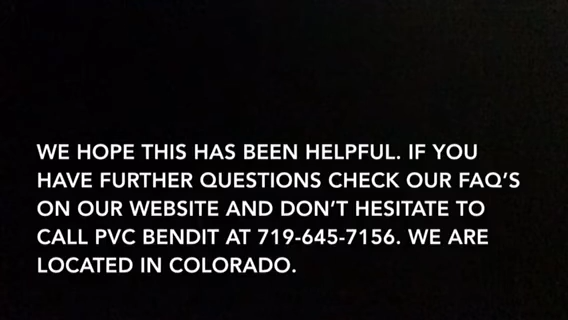 WE HOPE THIS HAS BEEN HELPFUL. IF YOU
HAVE FURTHER QUESTIONS CHECK OUR FAQ’S
ON OUR WEBSITE AND DON’T HESITATE TO
CALL PVC BENDIT AT 719-645-7156. WE ARE
LOCATED IN COLORADO.